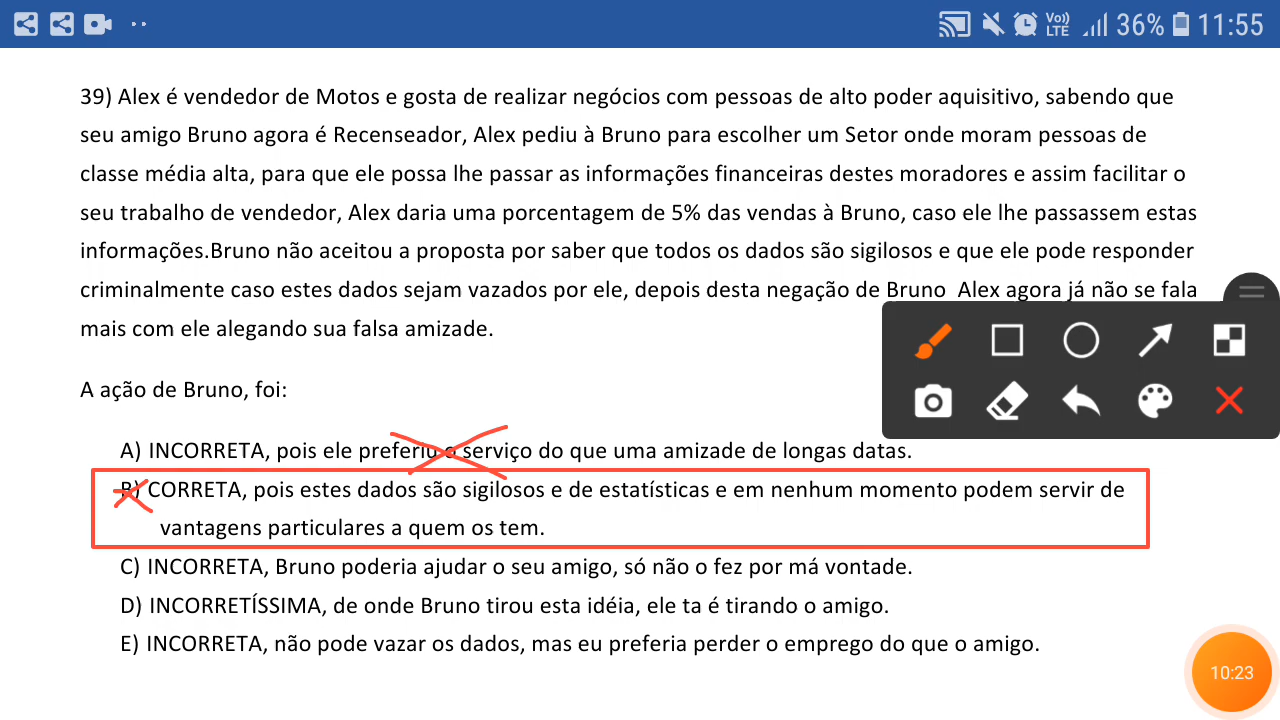 Vo)) LTE 36% 11:55
39) Alex é vendedor de Motos e gosta de realizar negócios com pessoas de alto poder aquisitivo, sabendo que
seu amigo Bruno agora é Recenseador, Alex pediu à Bruno para escolher um Setor onde moram pessoas de
classe média alta, para que ele possa lhe passar as informações financeiras destes moradores e assim facilitar o
seu trabalho de vendedor, Alex daria uma porcentagem de 5% das vendas à Bruno, caso ele lhe passassem estas
informações.Bruno não aceitou a proposta por saber que todos os dados são sigilosos e que ele pode responder
criminalmente caso estes dados sejam vazados por ele, depois desta negação de Bruno  Alex agora já não se fala
mais com ele alegando sua falsa amizade.
A ação de Bruno, foi:
A) INCORRETA, pois ele preferiu o serviço do que uma amizade de longas datas.
B) CORRETA, pois estes dados são sigilosos e de estatísticas e em nenhum momento podem servir de
vantagens particulares a quem os tem.
C) INCORRETA, Bruno poderia ajudar o seu amigo, só não o fez por má vontade.
D) INCORRETÍSSIMA, de onde Bruno tirou esta idéia, ele ta é tirando o amigo.
E) INCORRETA, não pode vazar os dados, mas eu preferia perder o emprego do que o amigo.
10:23